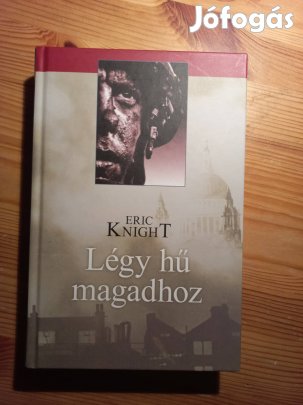 Jófogás
ERIC
KNIGHT
Légy hű
magadhoz